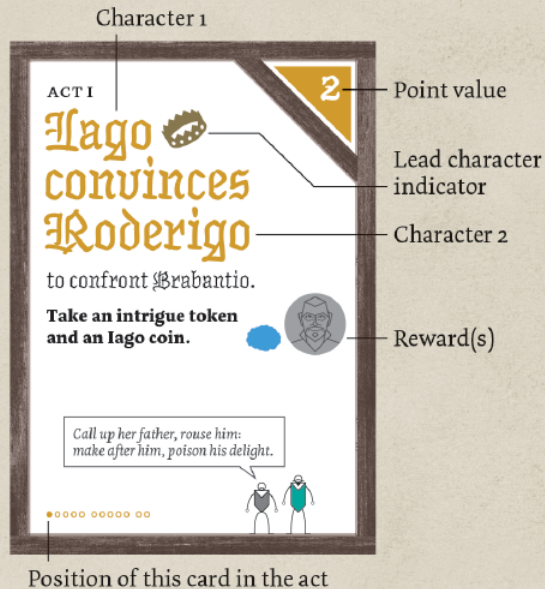 Character 1
ACT I
2
Point value
Iago
convinces
Roderigo
Lead character
indicator
Character 2
to confront Brabantio.
Take an intrigue token
and an Iago coin.
Reward(s)
Call up her father, rouse him:
make after him, poison his delight.
Position of this card in the act